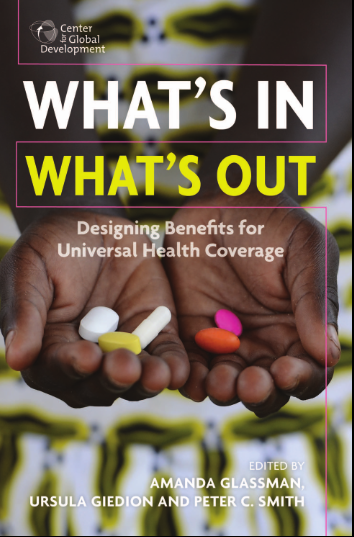 Center
for Global
Development
WHAT'S IN
WHAT'S OUT
Designing Benefits for
Universal Health Coverage
EDITED BY
AMANDA GLASSMAN,
URSULA GIEDION AND PETER C. SMITH